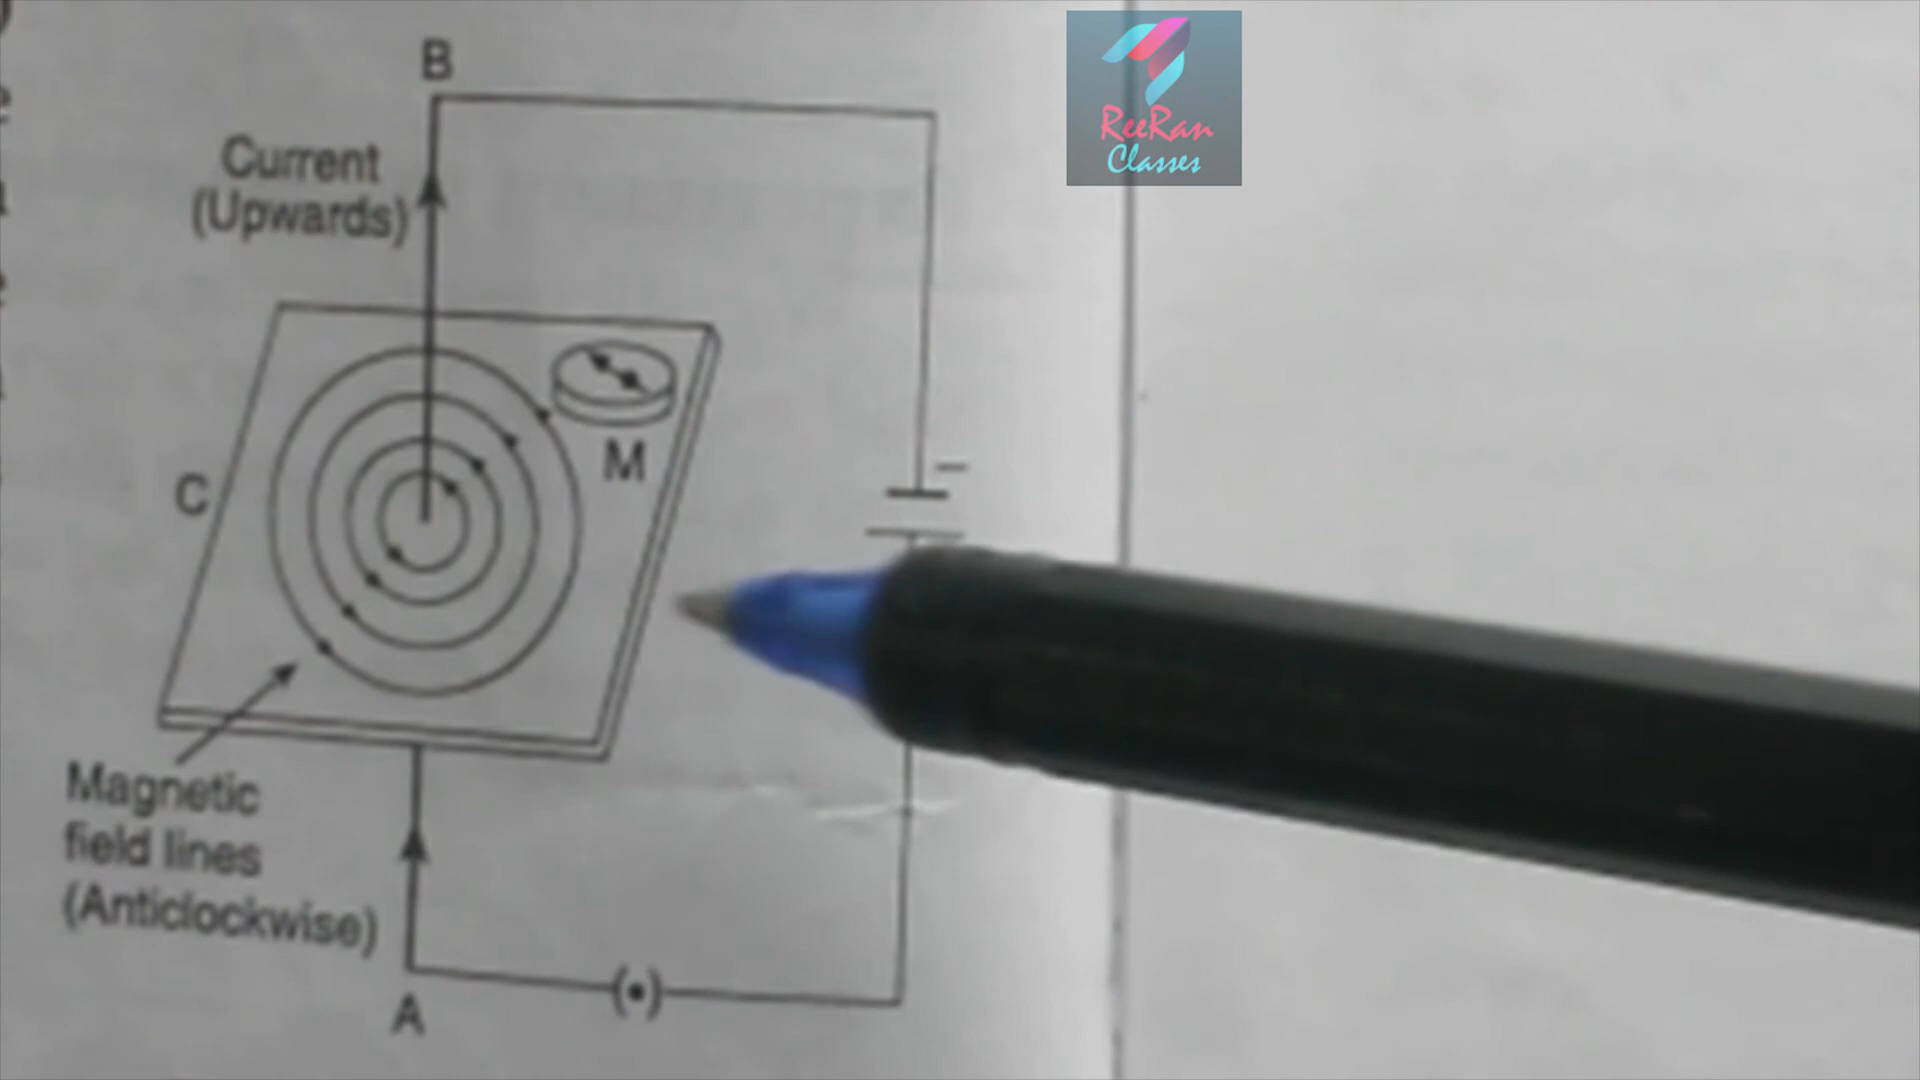 B
Current
(Upwards)
C
M
−
Magnetic
field lines
(Anticlockwise)
A
(•)
ReeRan
Classes